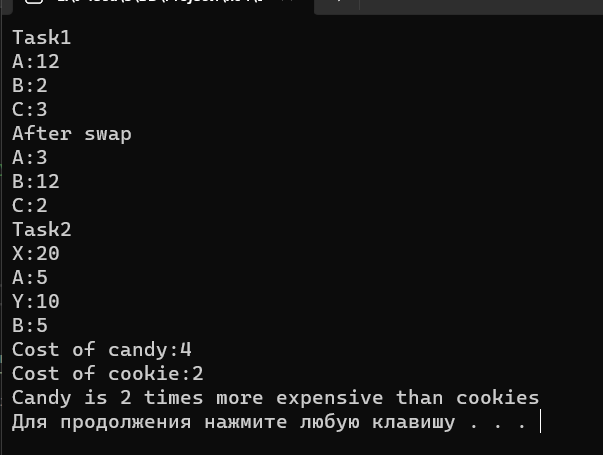 Task1
A:12
B:2
C:3
After swap
A:3
B:12
C:2
Task2
X:20
A:5
Y:10
B:5
Cost of candy:4
Cost of cookie:2
Candy is 2 times more expensive than cookies
Для продолжения нажмите любую клавишу . . .